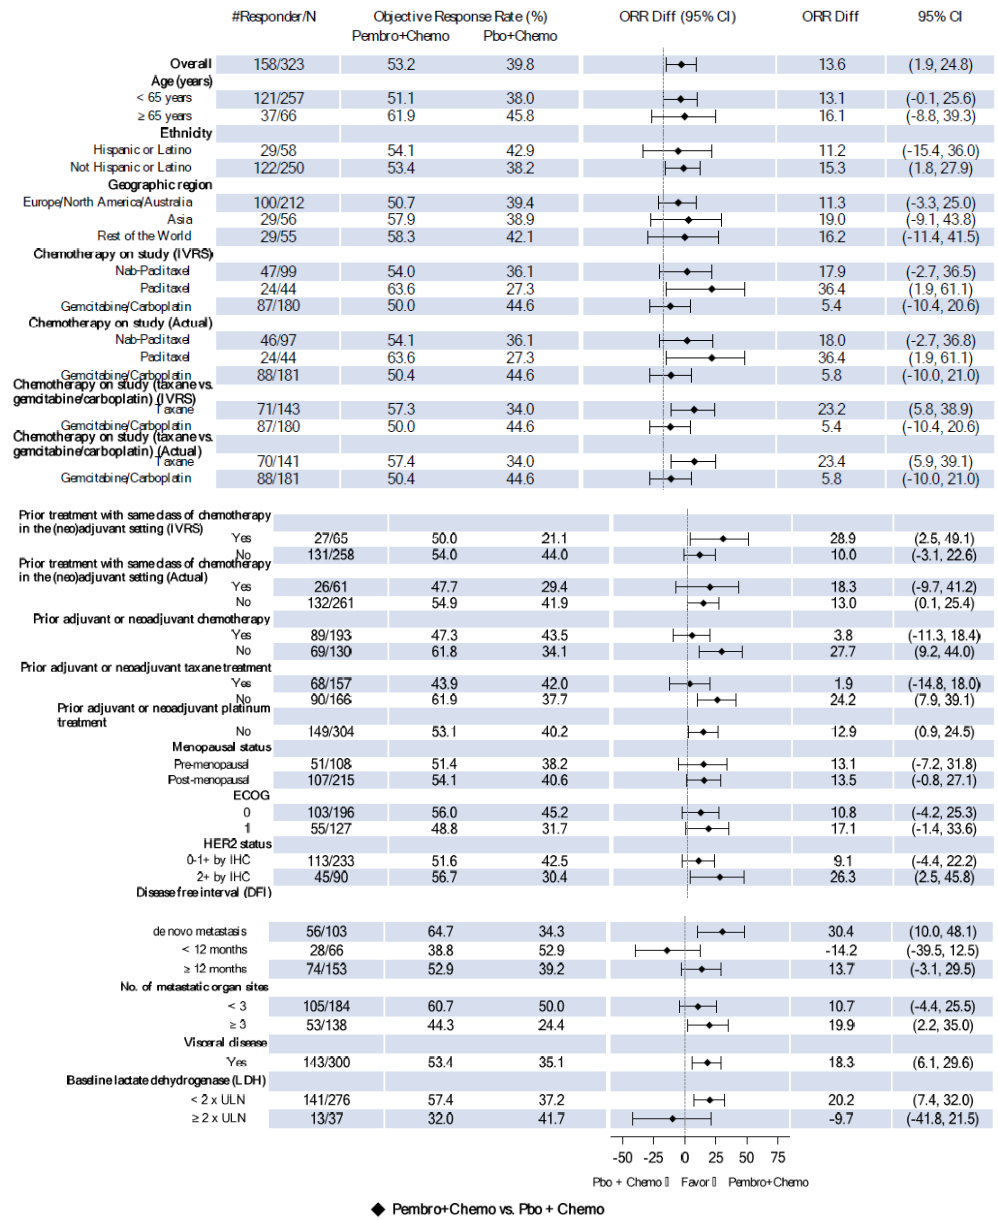 #Responder/N Objective Response Rate (%) ORR Diff (95% CI) ORR Diff 95% CI
Pembro+Chemo Pbo+Chemo
Overall 158/323 53.2 39.8 13.6 (1.9, 24.8)
Age (years)
< 65 years 121/257 51.1 38.0 13.1 (-0.1, 25.6)
≥ 65 years 37/66 61.9 45.8 16.1 (-8.8, 39.3)
Ethnicity
Hispanic or Latino 29/58 54.1 42.9 11.2 (-15.4, 36.0)
Not Hispanic or Latino 122/250 53.4 38.2 15.3 (1.8, 27.9)
Geographic region
Europe/North America/Australia 100/212 50.7 39.4 11.3 (-3.3, 25.0)
Asia 29/56 57.9 38.9 19.0 (-9.1, 43.8)
Rest of the World 29/55 58.3 42.1 16.2 (-11.4, 41.5)
Chemotherapy on study (IVRS)
Nab-Paclitaxel 47/99 54.0 36.1 17.9 (-2.7, 36.5)
Paclitaxel 24/44 63.6 27.3 36.4 (1.9, 61.1)
Gemcitabine/Carboplatin 87/180 50.0 44.6 5.4 (-10.4, 20.6)
Chemotherapy on study (Actual)
Nab-Paclitaxel 46/97 54.1 36.1 18.0 (-2.7, 36.8)
Paclitaxel 24/44 63.6 27.3 36.4 (1.9, 61.1)
Gemcitabine/Carboplatin 88/181 50.4 44.6 5.8 (-10.0, 21.0)
Chemotherapy on study (taxane vs.
gemcitabine/carboplatin) (IVRS)
Taxane 71/143 57.3 34.0 23.2 (5.8, 38.9)
Gemcitabine/Carboplatin 87/180 50.0 44.6 5.4 (-10.4, 20.6)
Chemotherapy on study (taxane vs.
gemcitabine/carboplatin) (Actual)
Taxane 70/141 57.4 34.0 23.4 (5.9, 39.1)
Gemcitabine/Carboplatin 88/181 50.4 44.6 5.8 (-10.0, 21.0)
Prior treatment with same class of chemotherapy
in the (neo)adjuvant setting (IVRS)
Yes 27/65 50.0 21.1 28.9 (2.5, 49.1)
No 131/258 54.0 44.0 10.0 (-3.1, 22.6)
Prior treatment with same class of chemotherapy
in the (neo)adjuvant setting (Actual)
Yes 26/61 47.7 29.4 18.3 (-9.7, 41.2)
No 132/261 54.9 41.9 13.0 (0.1, 25.4)
Prior adjuvant or neoadjuvant chemotherapy
Yes 89/193 47.3 43.5 3.8 (-11.3, 18.4)
No 69/130 61.8 34.1 27.7 (9.2, 44.0)
Prior adjuvant or neoadjuvant taxane treatment
Yes 68/157 43.9 42.0 1.9 (-14.8, 18.0)
No 90/166 61.9 37.7 24.2 (7.9, 39.1)
Prior adjuvant or neoadjuvant platinum
treatment
No 149/304 53.1 40.2 12.9 (0.9, 24.5)
Menopausal status
Pre-menopausal 51/108 51.4 38.2 13.1 (-7.2, 31.8)
Post-menopausal 107/215 54.1 40.6 13.5 (-0.8, 27.1)
ECOG
0 103/196 56.0 45.2 10.8 (-4.2, 25.3)
1 55/127 48.8 31.7 17.1 (-1.4, 33.6)
HER2 status
0-1+ by IHC 113/233 51.6 42.5 9.1 (-4.4, 22.2)
2+ by IHC 45/90 56.7 30.4 26.3 (2.5, 45.8)
Disease free interval (DFI)
de novo metastasis 56/103 64.7 34.3 30.4 (10.0, 48.1)
< 12 months 28/66 38.8 52.9 -14.2 (-39.5, 12.5)
≥ 12 months 74/153 52.9 39.2 13.7 (-3.1, 29.5)
No. of metastatic organ sites
< 3 105/184 60.7 50.0 10.7 (-4.4, 25.5)
≥ 3 53/138 44.3 24.4 19.9 (2.2, 35.0)
Visceral disease
Yes 143/300 53.4 35.1 18.3 (6.1, 29.6)
Baseline lactate dehydrogenase (LDH)
< 2 x ULN 141/276 57.4 37.2 20.2 (7.4, 32.0)
≥ 2 x ULN 13/37 32.0 41.7 -9.7 (-41.8, 21.5)
-50 -25 0 25 50 75
Pbo + Chemo Favor Pembro+Chemo
◆ Pembro+Chemo vs. Pbo + Chemo